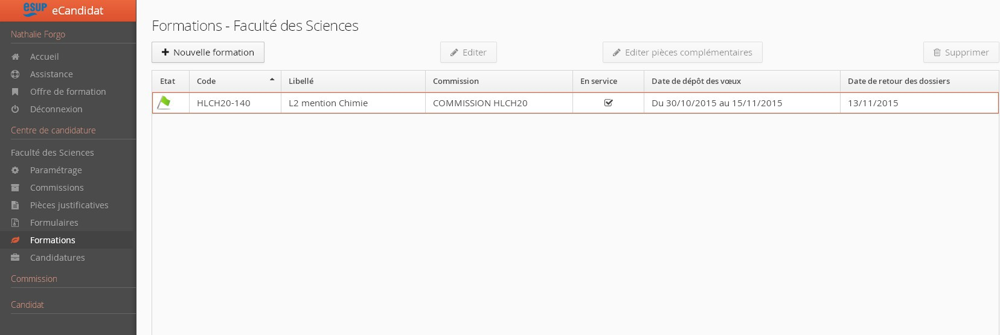 esup eCandidat
Nathalie Forgo
Accueil
Assistance
Offre de formation
Déconnexion
Centre de candidature
Faculté des Sciences
Paramétrage
Commissions
Pièces justificatives
Formulaires
Formations
Candidatures
Commission
Candidat
Formations - Faculté des Sciences
Nouvelle formation Editer Editer pièces complémentaires Supprimer
Etat Code Libellé Commission En service Date de dépôt des vœux Date de retour des dossiers
HLCH20-140 L2 mention Chimie COMMISSION HLCH20 Du 30/10/2015 au 15/11/2015 13/11/2015